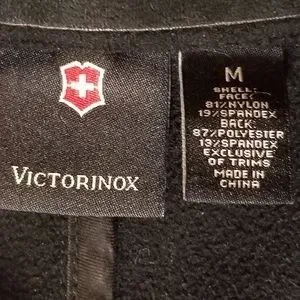 VICTORINOX
M
SHELL:
FACE:
81%NYLON
19%SPANDEX
BACK:
87%POLYESTER
13%SPANDEX
EXCLUSIVE
OF TRIMS
MADE IN
CHINA